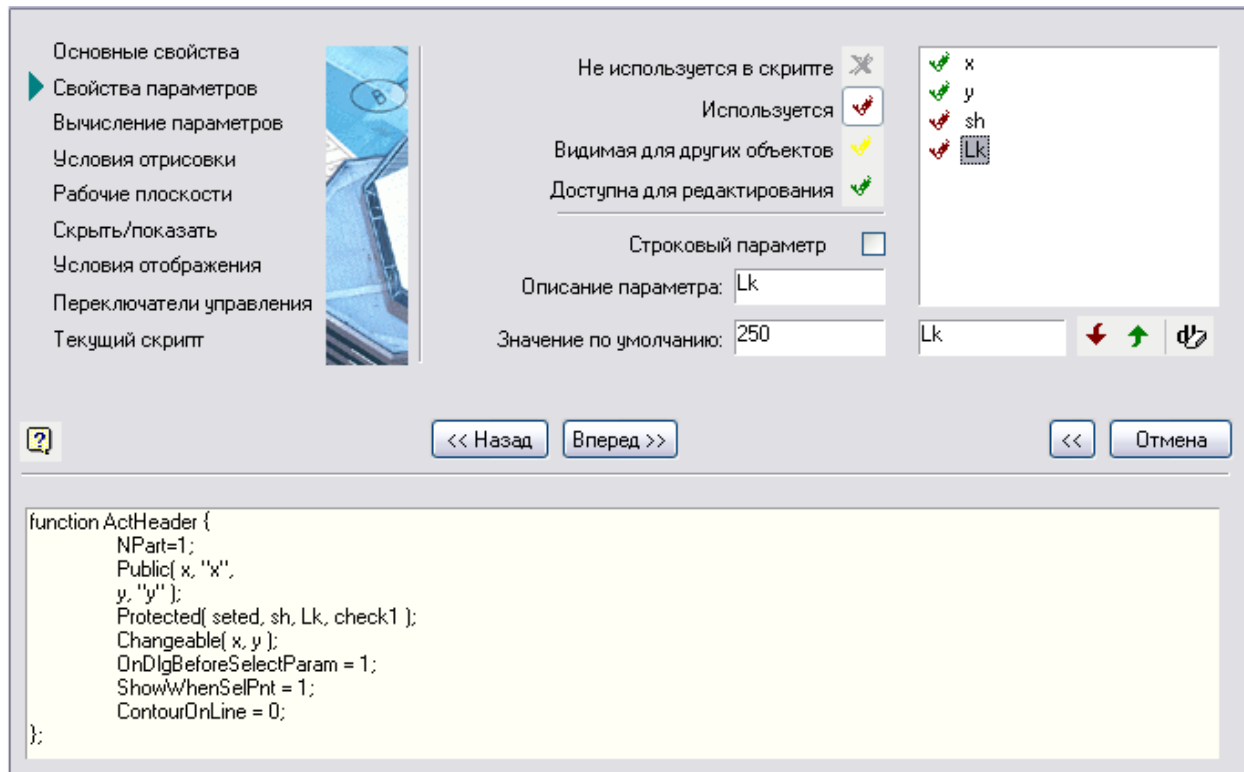 Основные свойства
Свойства параметров
Вычисление параметров
Условия отрисовки
Рабочие плоскости
Скрыть/показать
Условия отображения
Переключатели управления
Текущий скрипт
Не используется в скрипте
Используется
Видимая для других объектов
Доступна для редактирования
Строковый параметр
Описание параметра: Lk
Значение по умолчанию: 250
x
y
sh
Lk
Lk
<< Назад
Вперед >>
<<
Отмена
function ActHeader {
NPart=1;
Public( x, "x",
y, "y" );
Protected( seted, sh, Lk, check1 );
Changeable( x, y );
OnDlgBeforeSelectParam = 1;
ShowWhenSelPnt = 1;
ContourOnLine = 0;
};